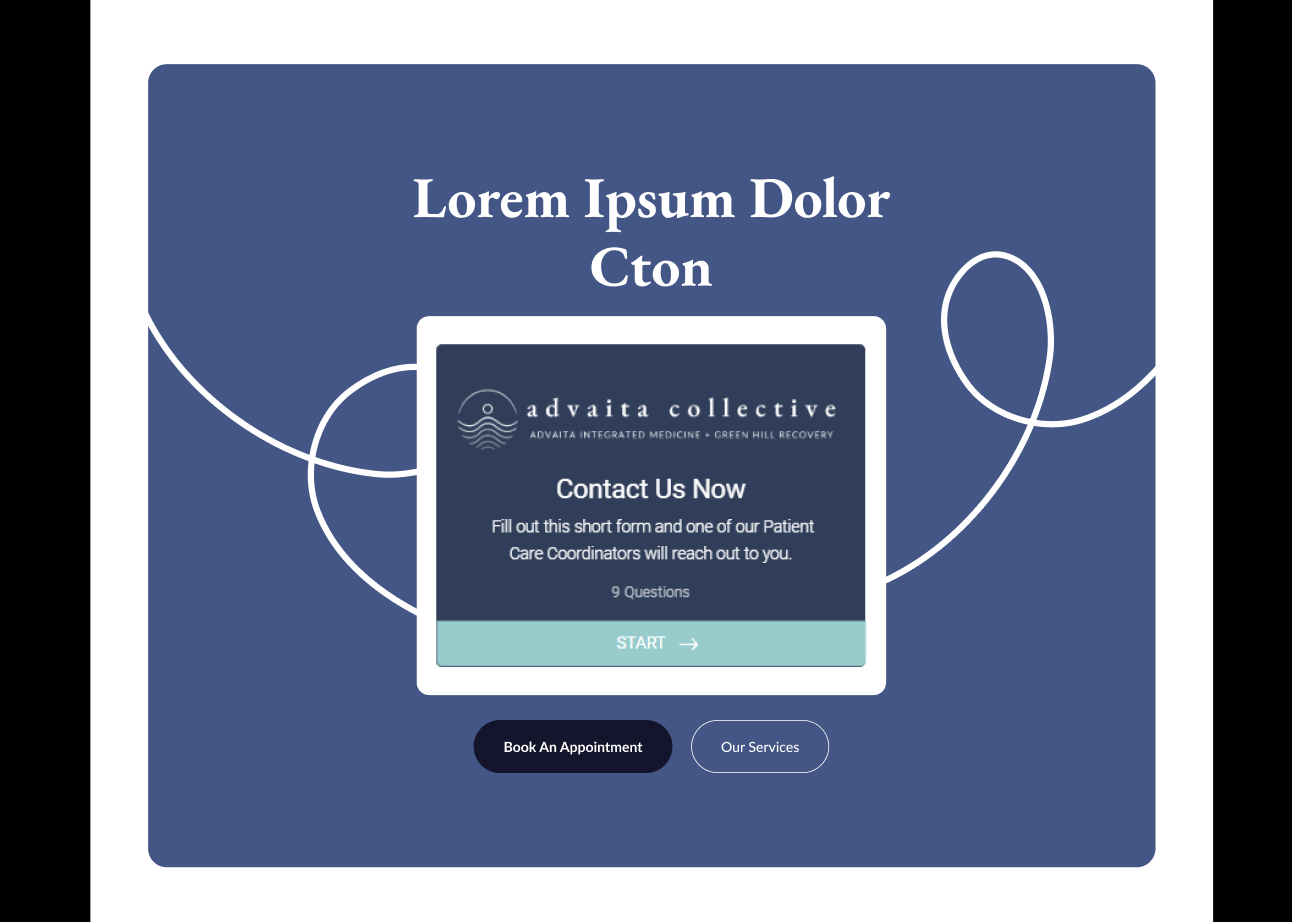 Lorem Ipsum Dolor
Cton
advaita collective
ADVAITA INTEGRATED MEDICINE + GREEN HILL RECOVERY
Contact Us Now
Fill out this short form and one of our Patient
Care Coordinators will reach out to you.
9 Questions
START →
Book An Appointment
Our Services